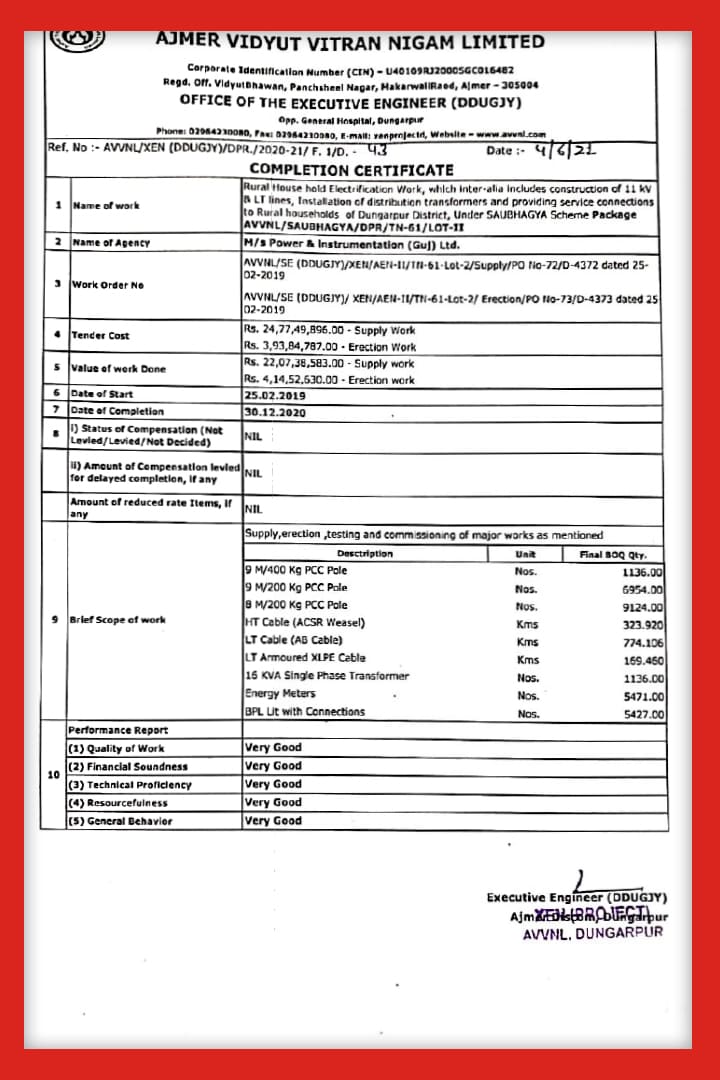 AJMER VIDYUT VITRAN NIGAM LIMITED
Corporate Identification Number (CIN) – U40109RJ2000SGC016482
Regd. Off. VidyutBhawan, Panchsheel Nagar, MakarwaliRaod, Ajmer – 305004
OFFICE OF THE EXECUTIVE ENGINEER (DDUGJY)
Opp. General Hospital, Dungarpur
Phone: 02964230080, Fax: 02964230080, E-mail: xenprojectd, Website – www.avvnl.com
Ref. No :- AVVNL/XEN (DDUGJY)/DPR./2020-21/ F. 1/D. - 43 Date :- 4/6/21
COMPLETION CERTIFICATE
1 Name of work
Rural House hold Electrification Work, which inter-alia includes construction of 11 kV
& LT lines, Installation of distribution transformers and providing service connections
to Rural households of Dungarpur District, Under SAUBHAGYA Scheme Package
AVVNL/SAUBHAGYA/DPR/TN-61/LOT-II
2 Name of Agency M/s Power & Instrumentation (Guj) Ltd.
3 Work Order No
AVVNL/SE (DDUGJY)/XEN/AEN-II/TN-61-Lot-2/Supply/PO No-72/D-4372 dated 25-
02-2019
AVVNL/SE (DDUGJY)/ XEN/AEN-II/TN-61-Lot-2/ Erection/PO No-73/D-4373 dated 25
02-2019
4 Tender Cost
Rs. 24,77,49,896.00 - Supply Work
Rs. 3,93,84,787.00 - Erection Work
5 Value of work Done
Rs. 22,07,38,583.00 - Supply work
Rs. 4,14,52,630.00 - Erection work
6 Date of Start 25.02.2019
7 Date of Completion 30.12.2020
8 i) Status of Compensation (Not
Levied/Levied/Not Decided) NIL
ii) Amount of Compensation levied
for delayed completion, if any NIL
Amount of reduced rate Items, if
any NIL
9 Brief Scope of work
Supply,erection ,testing and commissioning of major works as mentioned
Desctription Unit Final BOQ Qty.
9 M/400 Kg PCC Pole Nos. 1136.00
9 M/200 Kg PCC Pole Nos. 6954.00
8 M/200 Kg PCC Pole Nos. 9124.00
HT Cable (ACSR Weasel) Kms 323.920
LT Cable (AB Cable) Kms 774.106
LT Armoured XLPE Cable Kms 169.460
16 KVA Single Phase Transformer Nos. 1136.00
Energy Meters Nos. 5471.00
BPL Lit with Connections Nos. 5427.00
10 Performance Report
(1) Quality of Work Very Good
(2) Financial Soundness Very Good
(3) Technical Proficiency Very Good
(4) Resourcefulness Very Good
(5) General Behavior Very Good
Executive Engineer (DDUGJY)
Ajmer Discom, Dungarpur
XEN (PROJECT)
AVVNL, DUNGARPUR